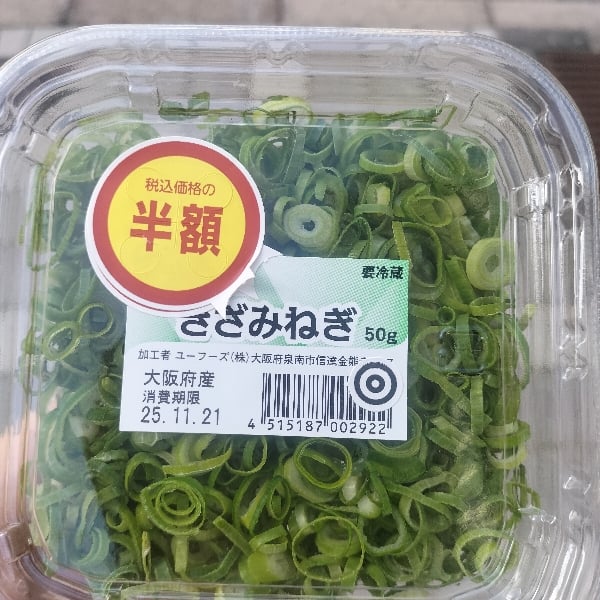 税込価格の
半額
要冷蔵
きざみねぎ 50g
加工者 ユーフーズ(株)大阪府泉南市信達金熊
大阪府産
消費期限
25.11.21
4 515187 002922